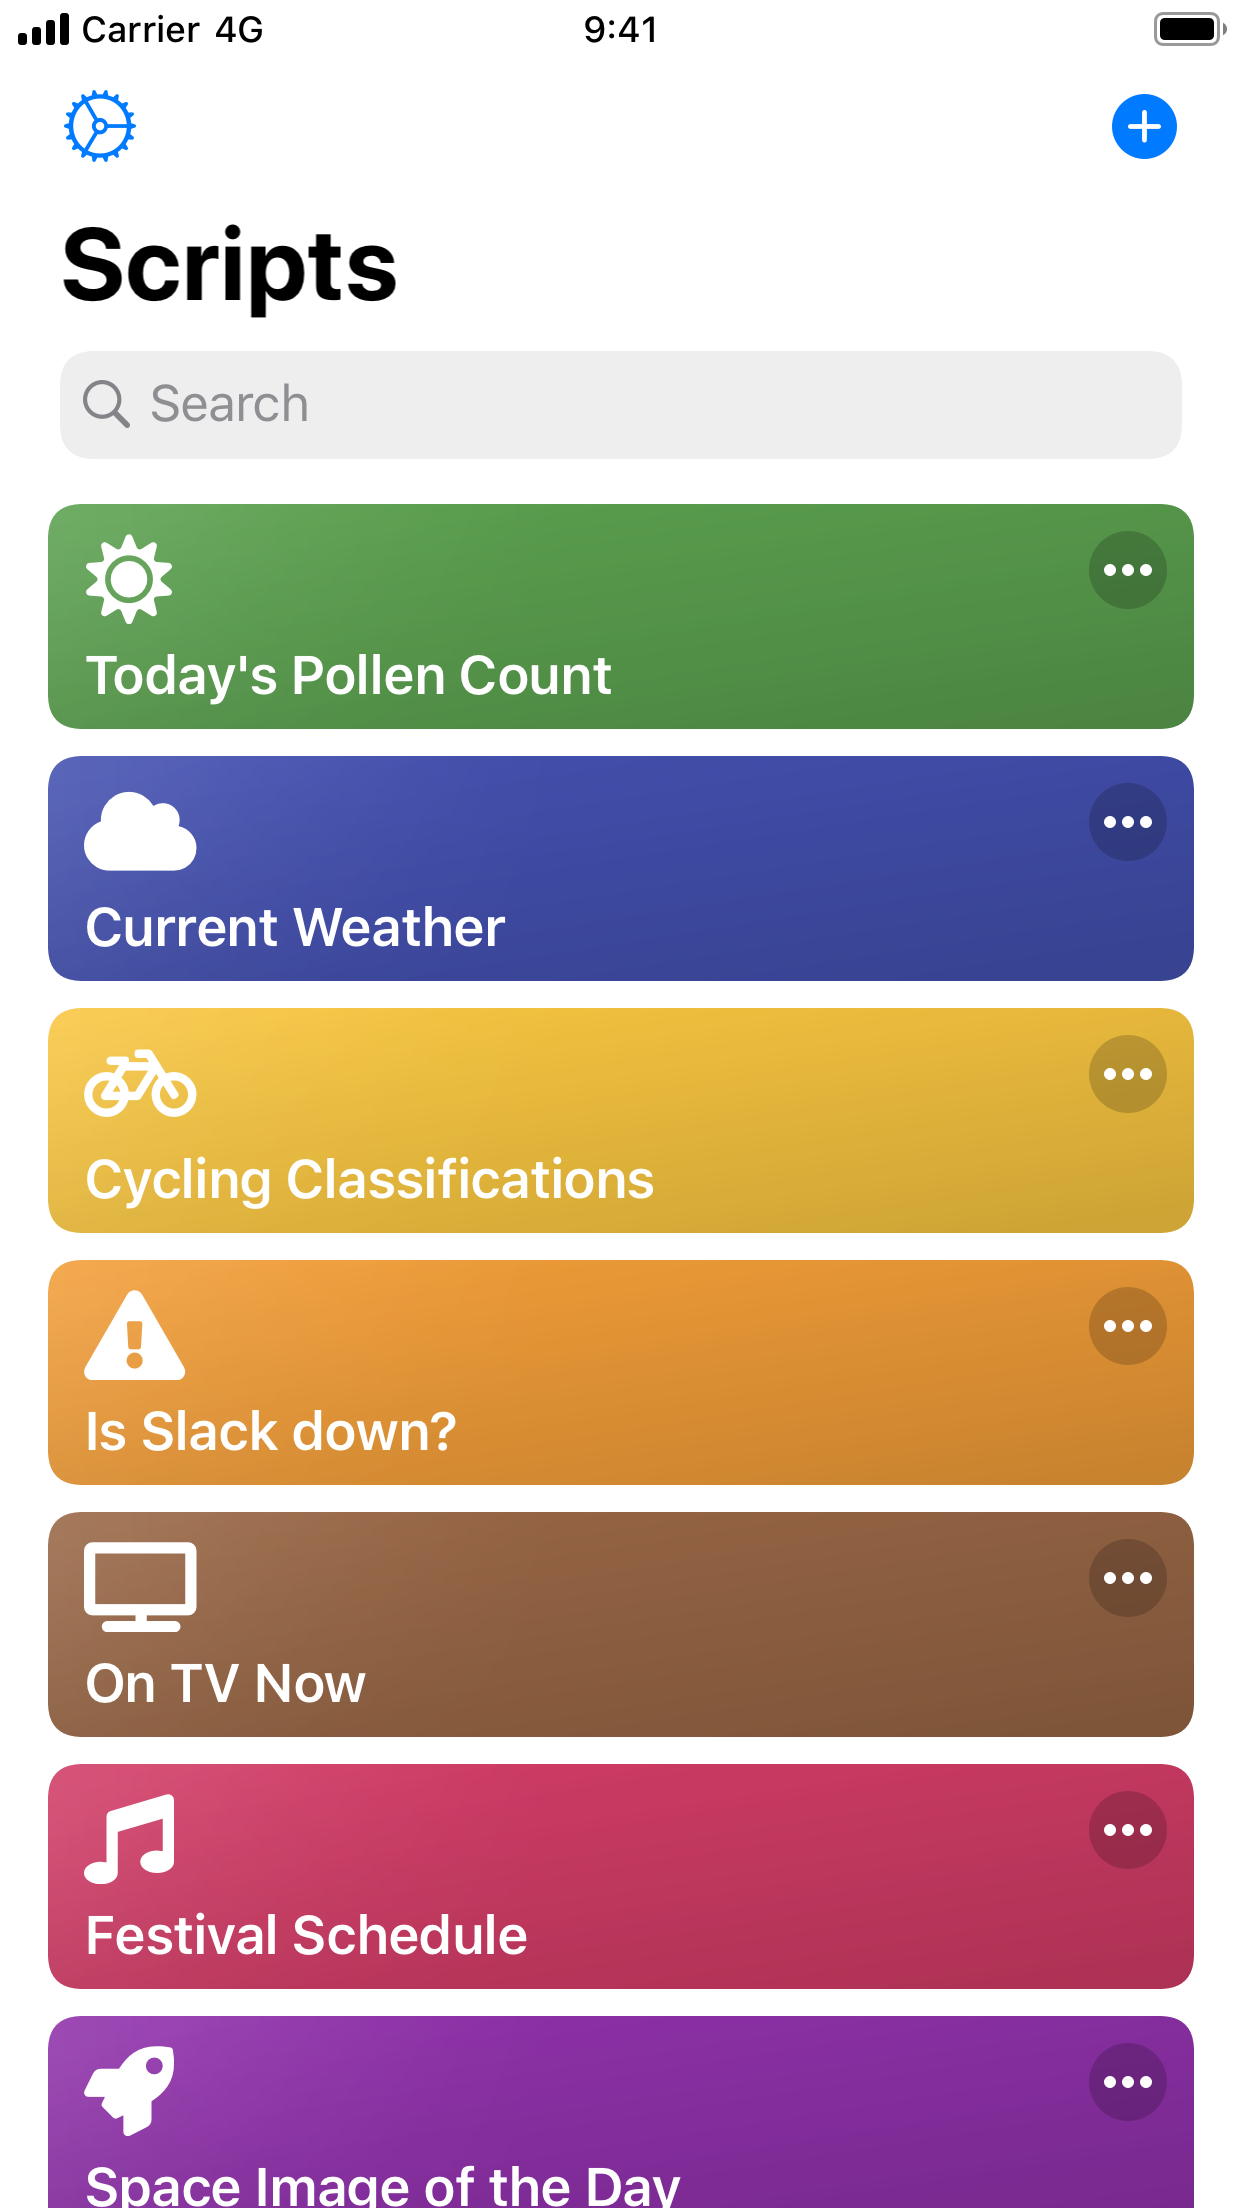 Carrier 4G 9:41
Scripts
Search
Today's Pollen Count
Current Weather
Cycling Classifications
Is Slack down?
On TV Now
Festival Schedule
Space Image of the Day